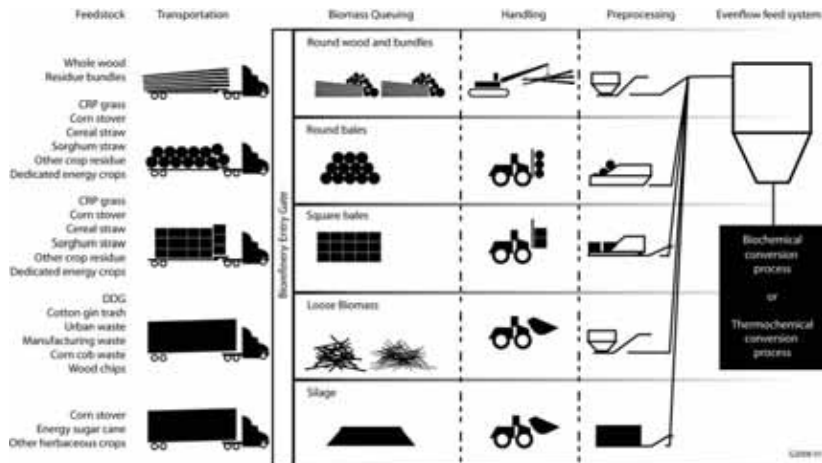 Feedstock
Transportation
Biomass Queuing
Handling
Preprocessing
Evenflow feed system
Whole wood
Residue bundles
CRP grass
Corn stover
Cereal straw
Sorghum straw
Other crop residue
Dedicated energy crops
CRP grass
Corn stover
Cereal straw
Sorghum straw
Other crop residue
Dedicated energy crops
DDG
Cotton gin trash
Urban waste
Manufacturing waste
Corn cob waste
Wood chips
Corn stover
Energy sugar cane
Other herbaceous crops
Biorefinery Entry Gate
Round wood and bundles
Round bales
Square bales
Loose Biomass
Silage
Biochemical
conversion
process
or
Thermochemical
conversion
process